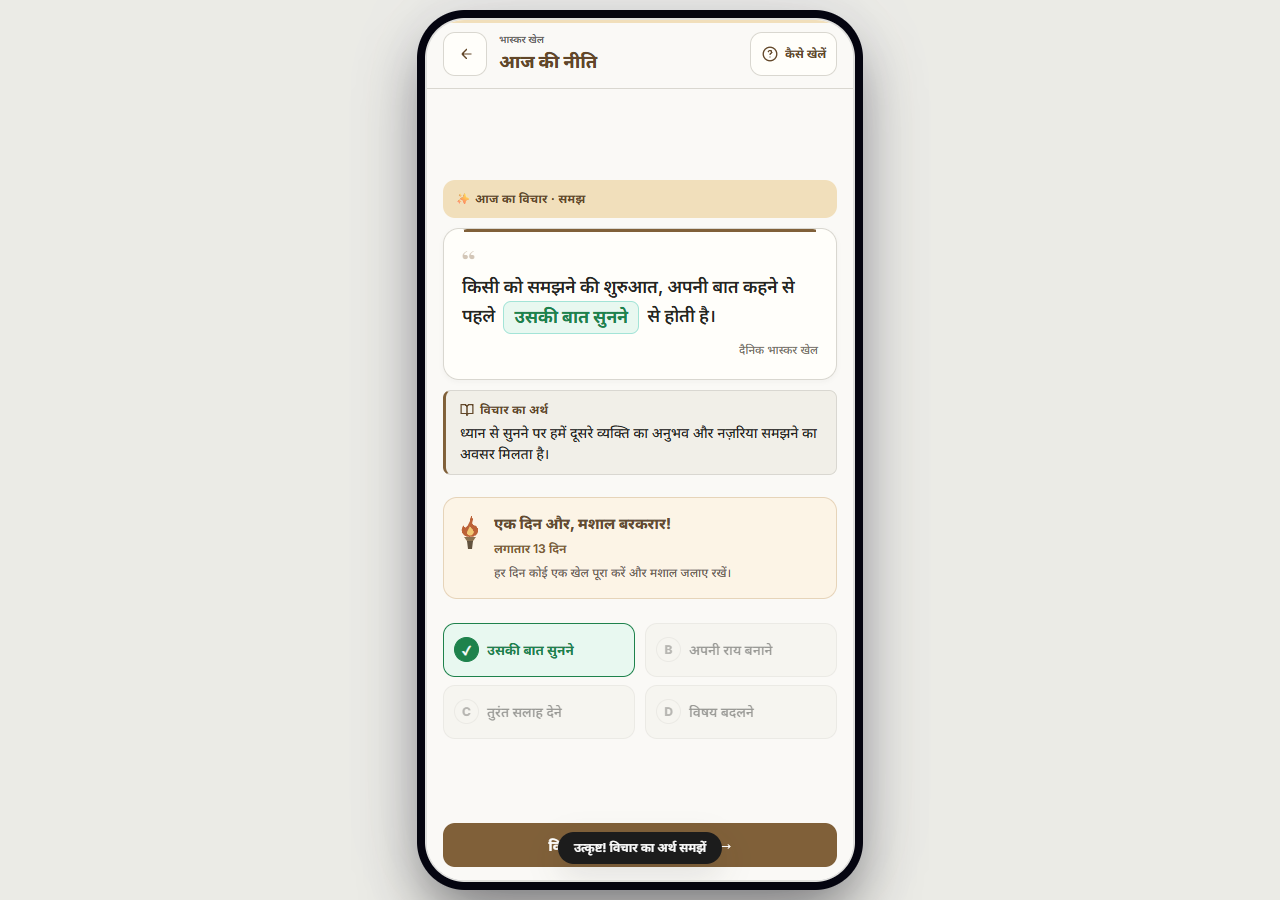 भास्कर खेल
आज की नीति
कैसे खेलें
आज का विचार · समझ
“
किसी को समझने की शुरुआत, अपनी बात कहने से
पहले उसकी बात सुनने से होती है।
दैनिक भास्कर खेल
विचार का अर्थ
ध्यान से सुनने पर हमें दूसरे व्यक्ति का अनुभव और नज़रिया समझने का
अवसर मिलता है।
एक दिन और, मशाल बरकरार!
लगातार 13 दिन
हर दिन कोई एक खेल पूरा करें और मशाल जलाए रखें।
✓ उसकी बात सुनने
B अपनी राय बनाने
C तुरंत सलाह देने
D विषय बदलने
उत्कृष्ट! विचार का अर्थ समझें
→